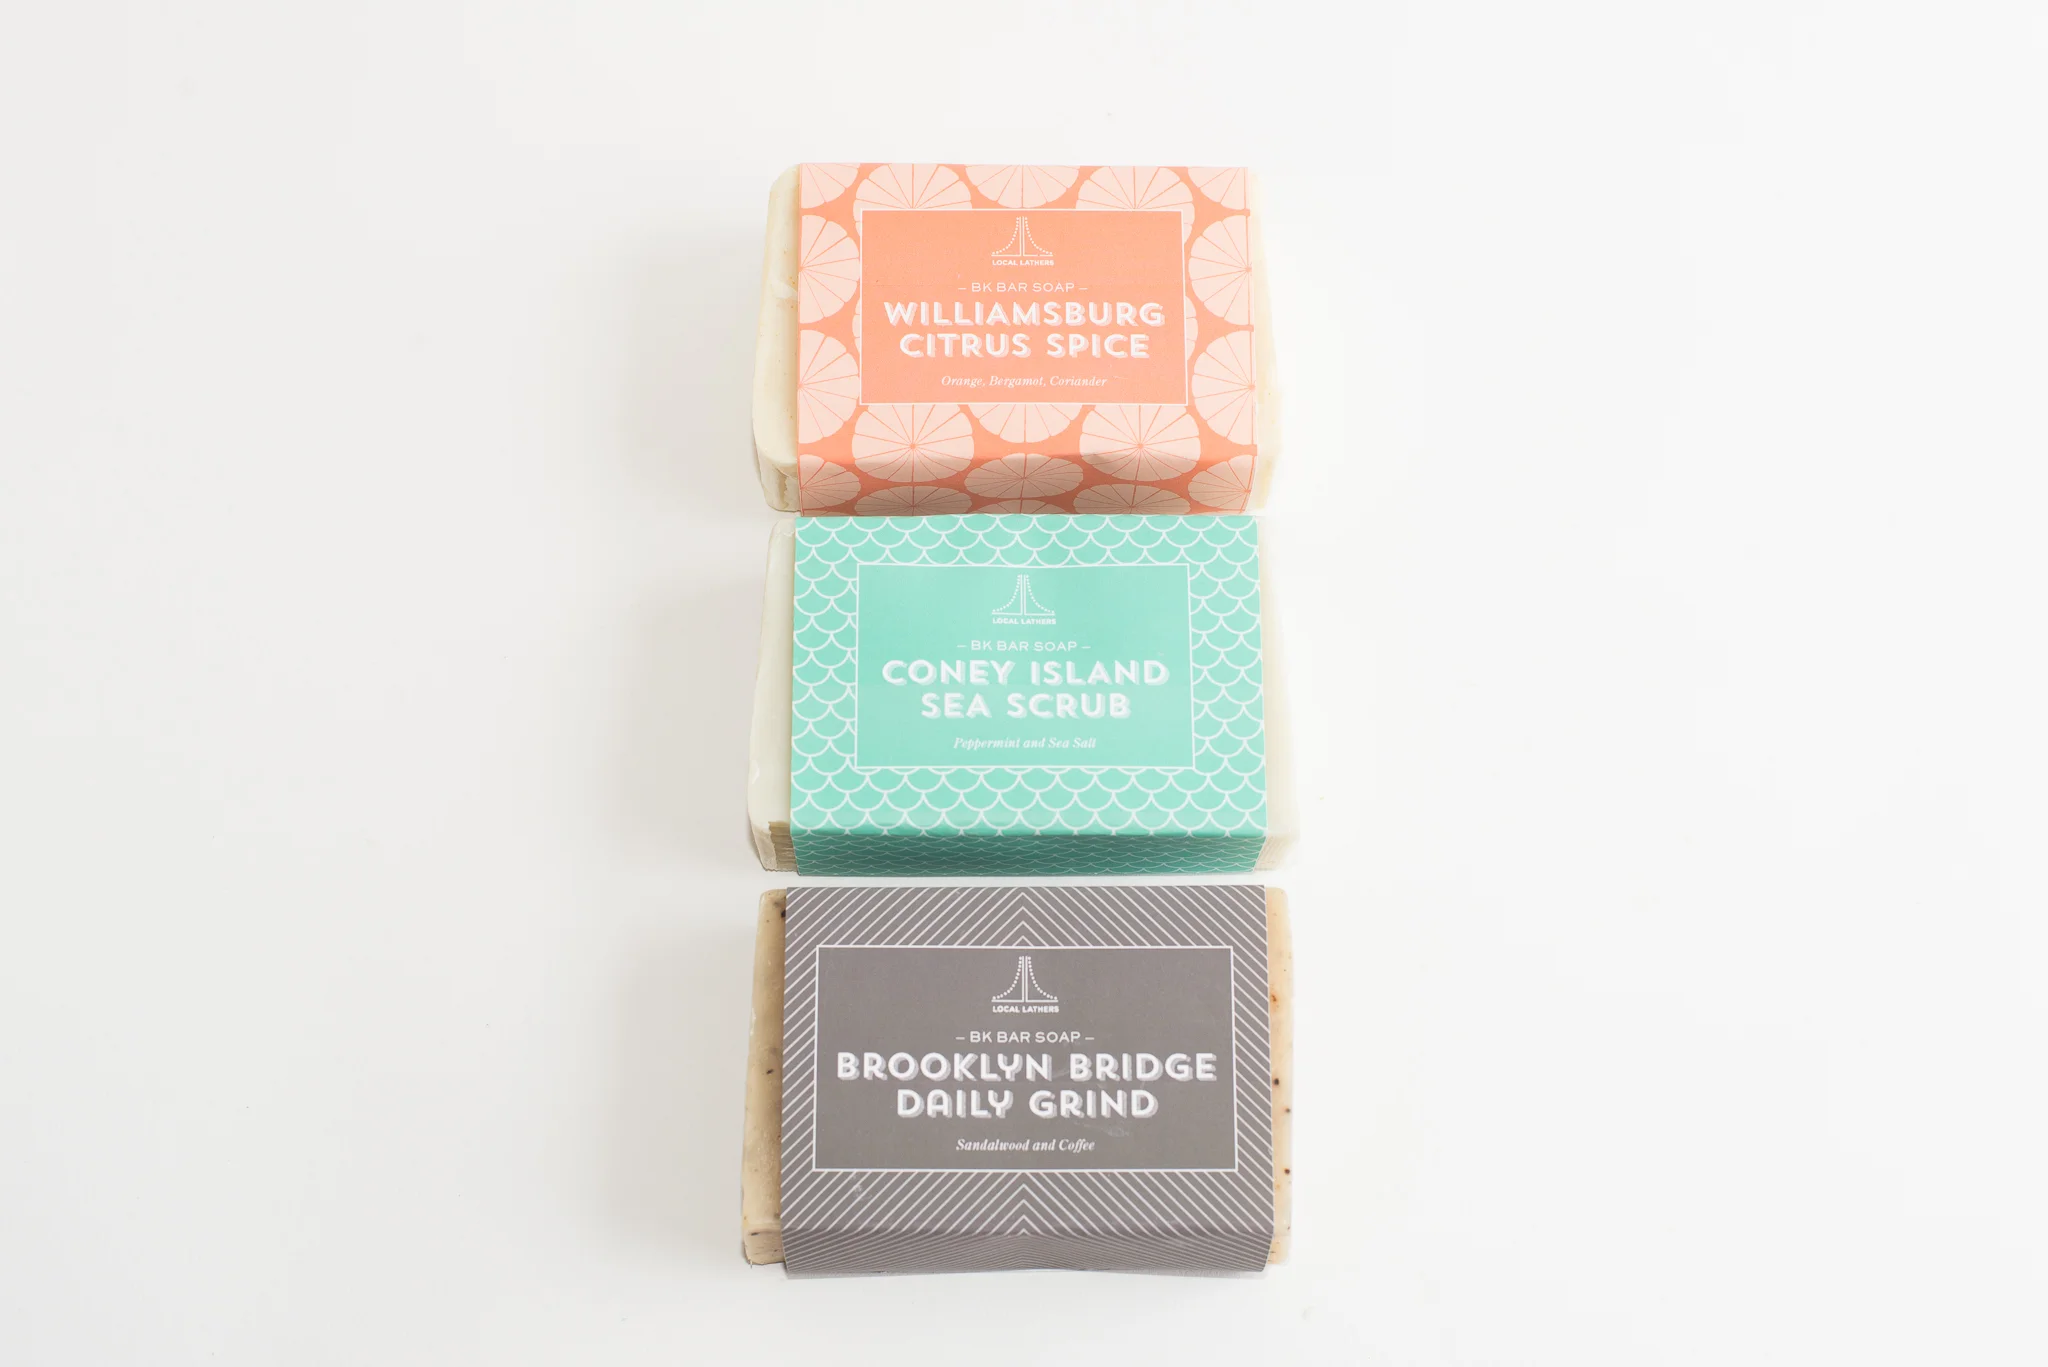 LOCAL LATHERS
– BK BAR SOAP –
WILLIAMSBURG
CITRUS SPICE
Orange, Bergamot, Coriander
LOCAL LATHERS
– BK BAR SOAP –
CONEY ISLAND
SEA SCRUB
Peppermint and Sea Salt
LOCAL LATHERS
– BK BAR SOAP –
BROOKLYN BRIDGE
DAILY GRIND
Sandalwood and Coffee